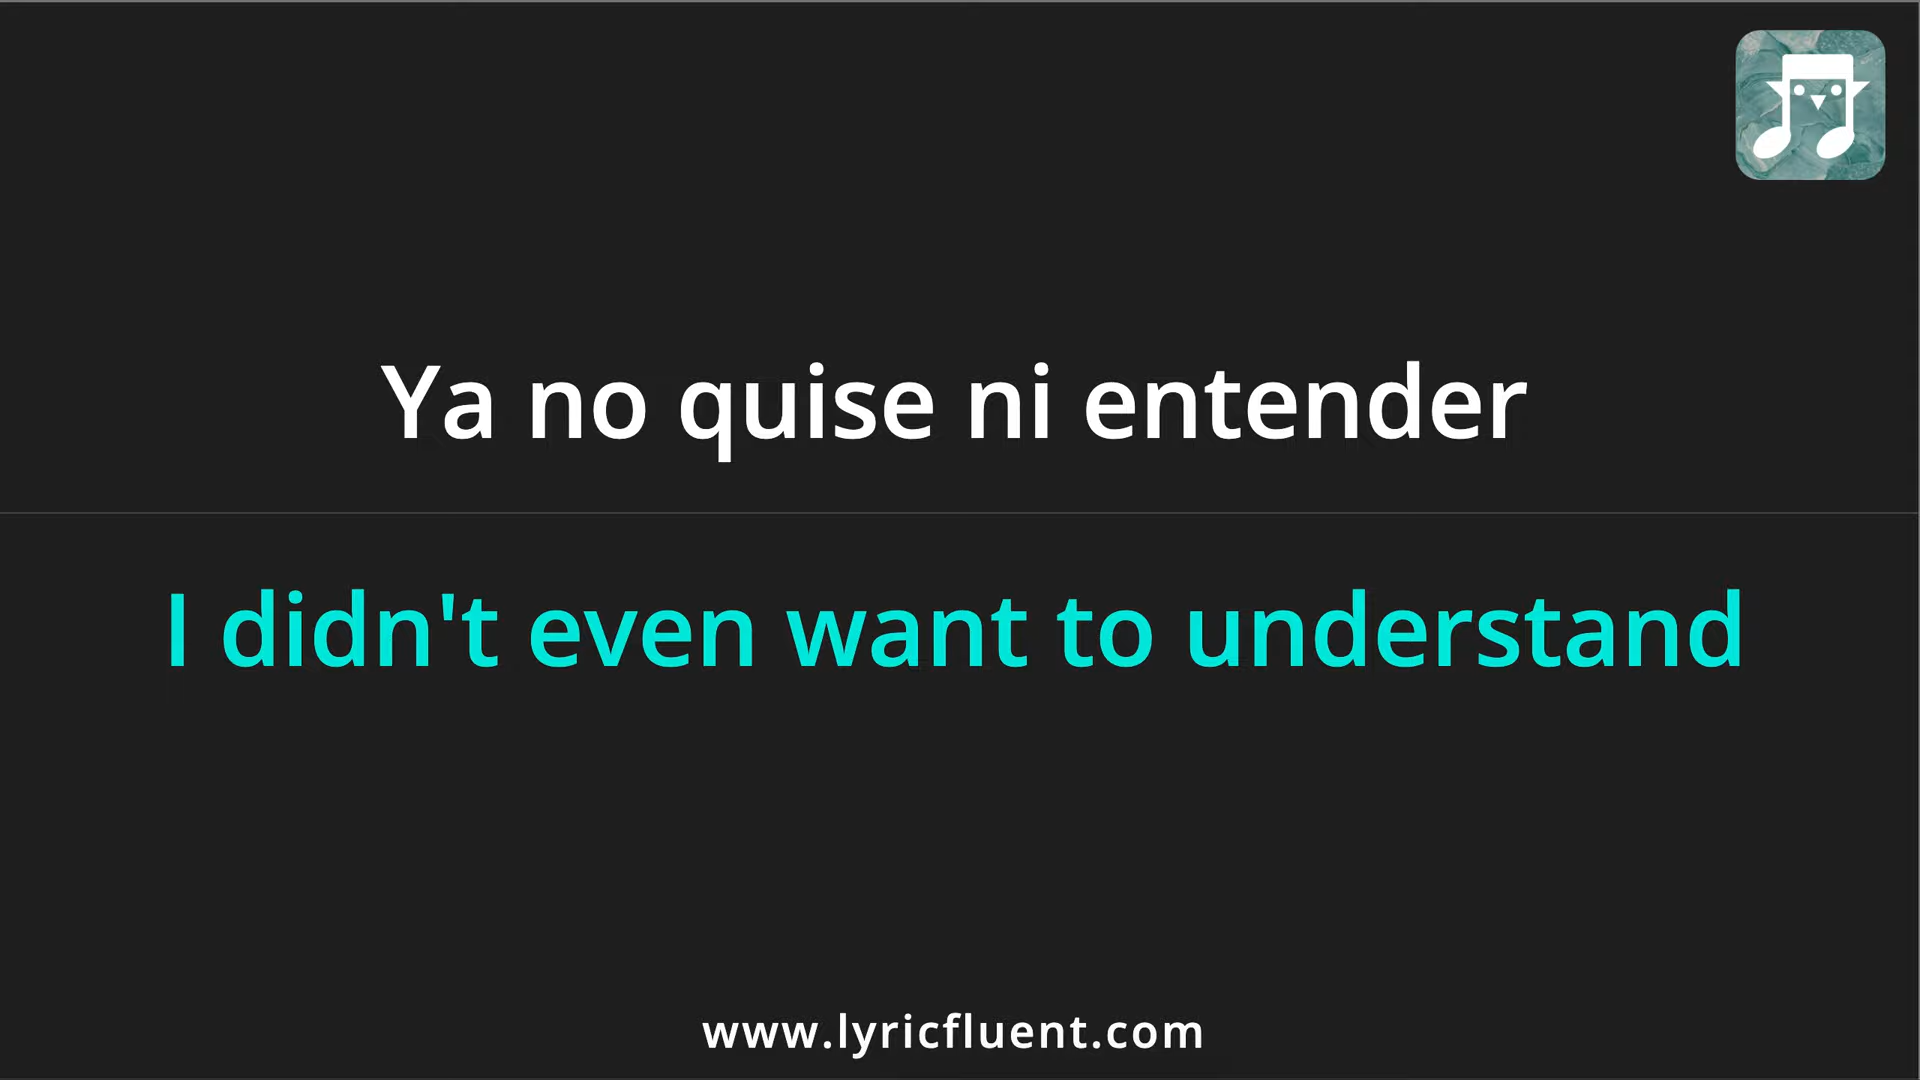 Ya no quise ni entender
I didn't even want to understand
www.lyricfluent.com